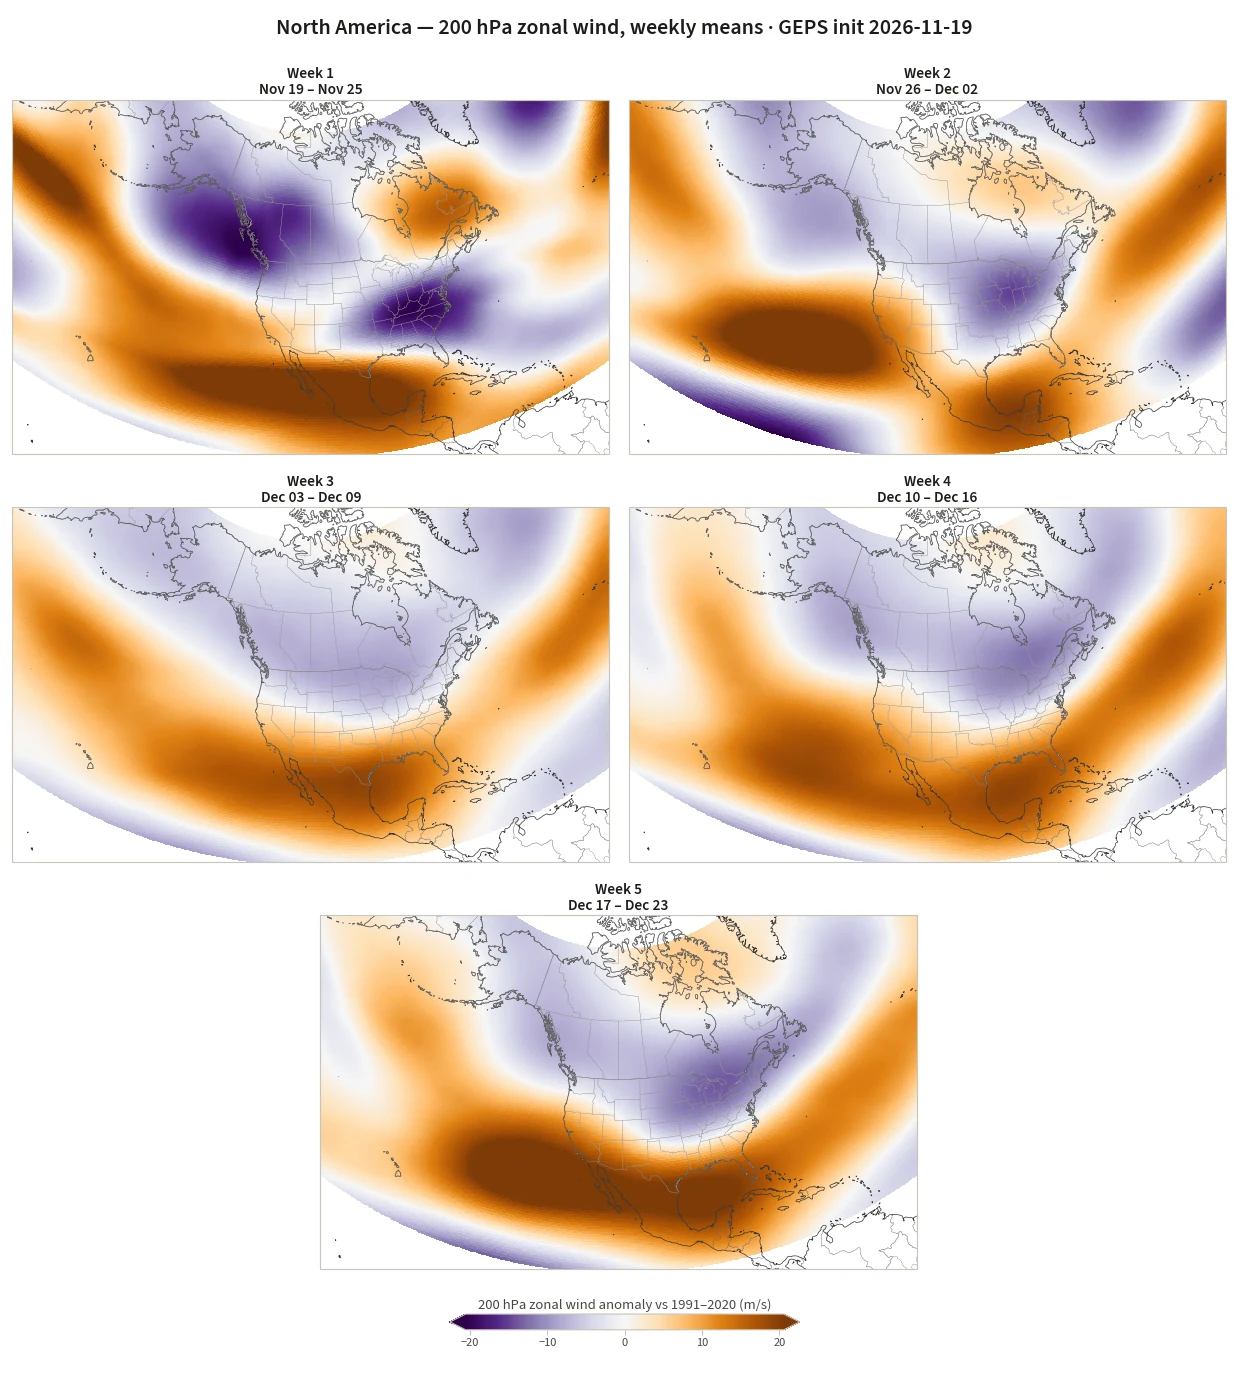 North America — 200 hPa zonal wind, weekly means · GEPS init 2026-11-19
Week 1
Nov 19 – Nov 25
Week 2
Nov 26 – Dec 02
Week 3
Dec 03 – Dec 09
Week 4
Dec 10 – Dec 16
Week 5
Dec 17 – Dec 23
200 hPa zonal wind anomaly vs 1991–2020 (m/s)
−20 −10 0 10 20